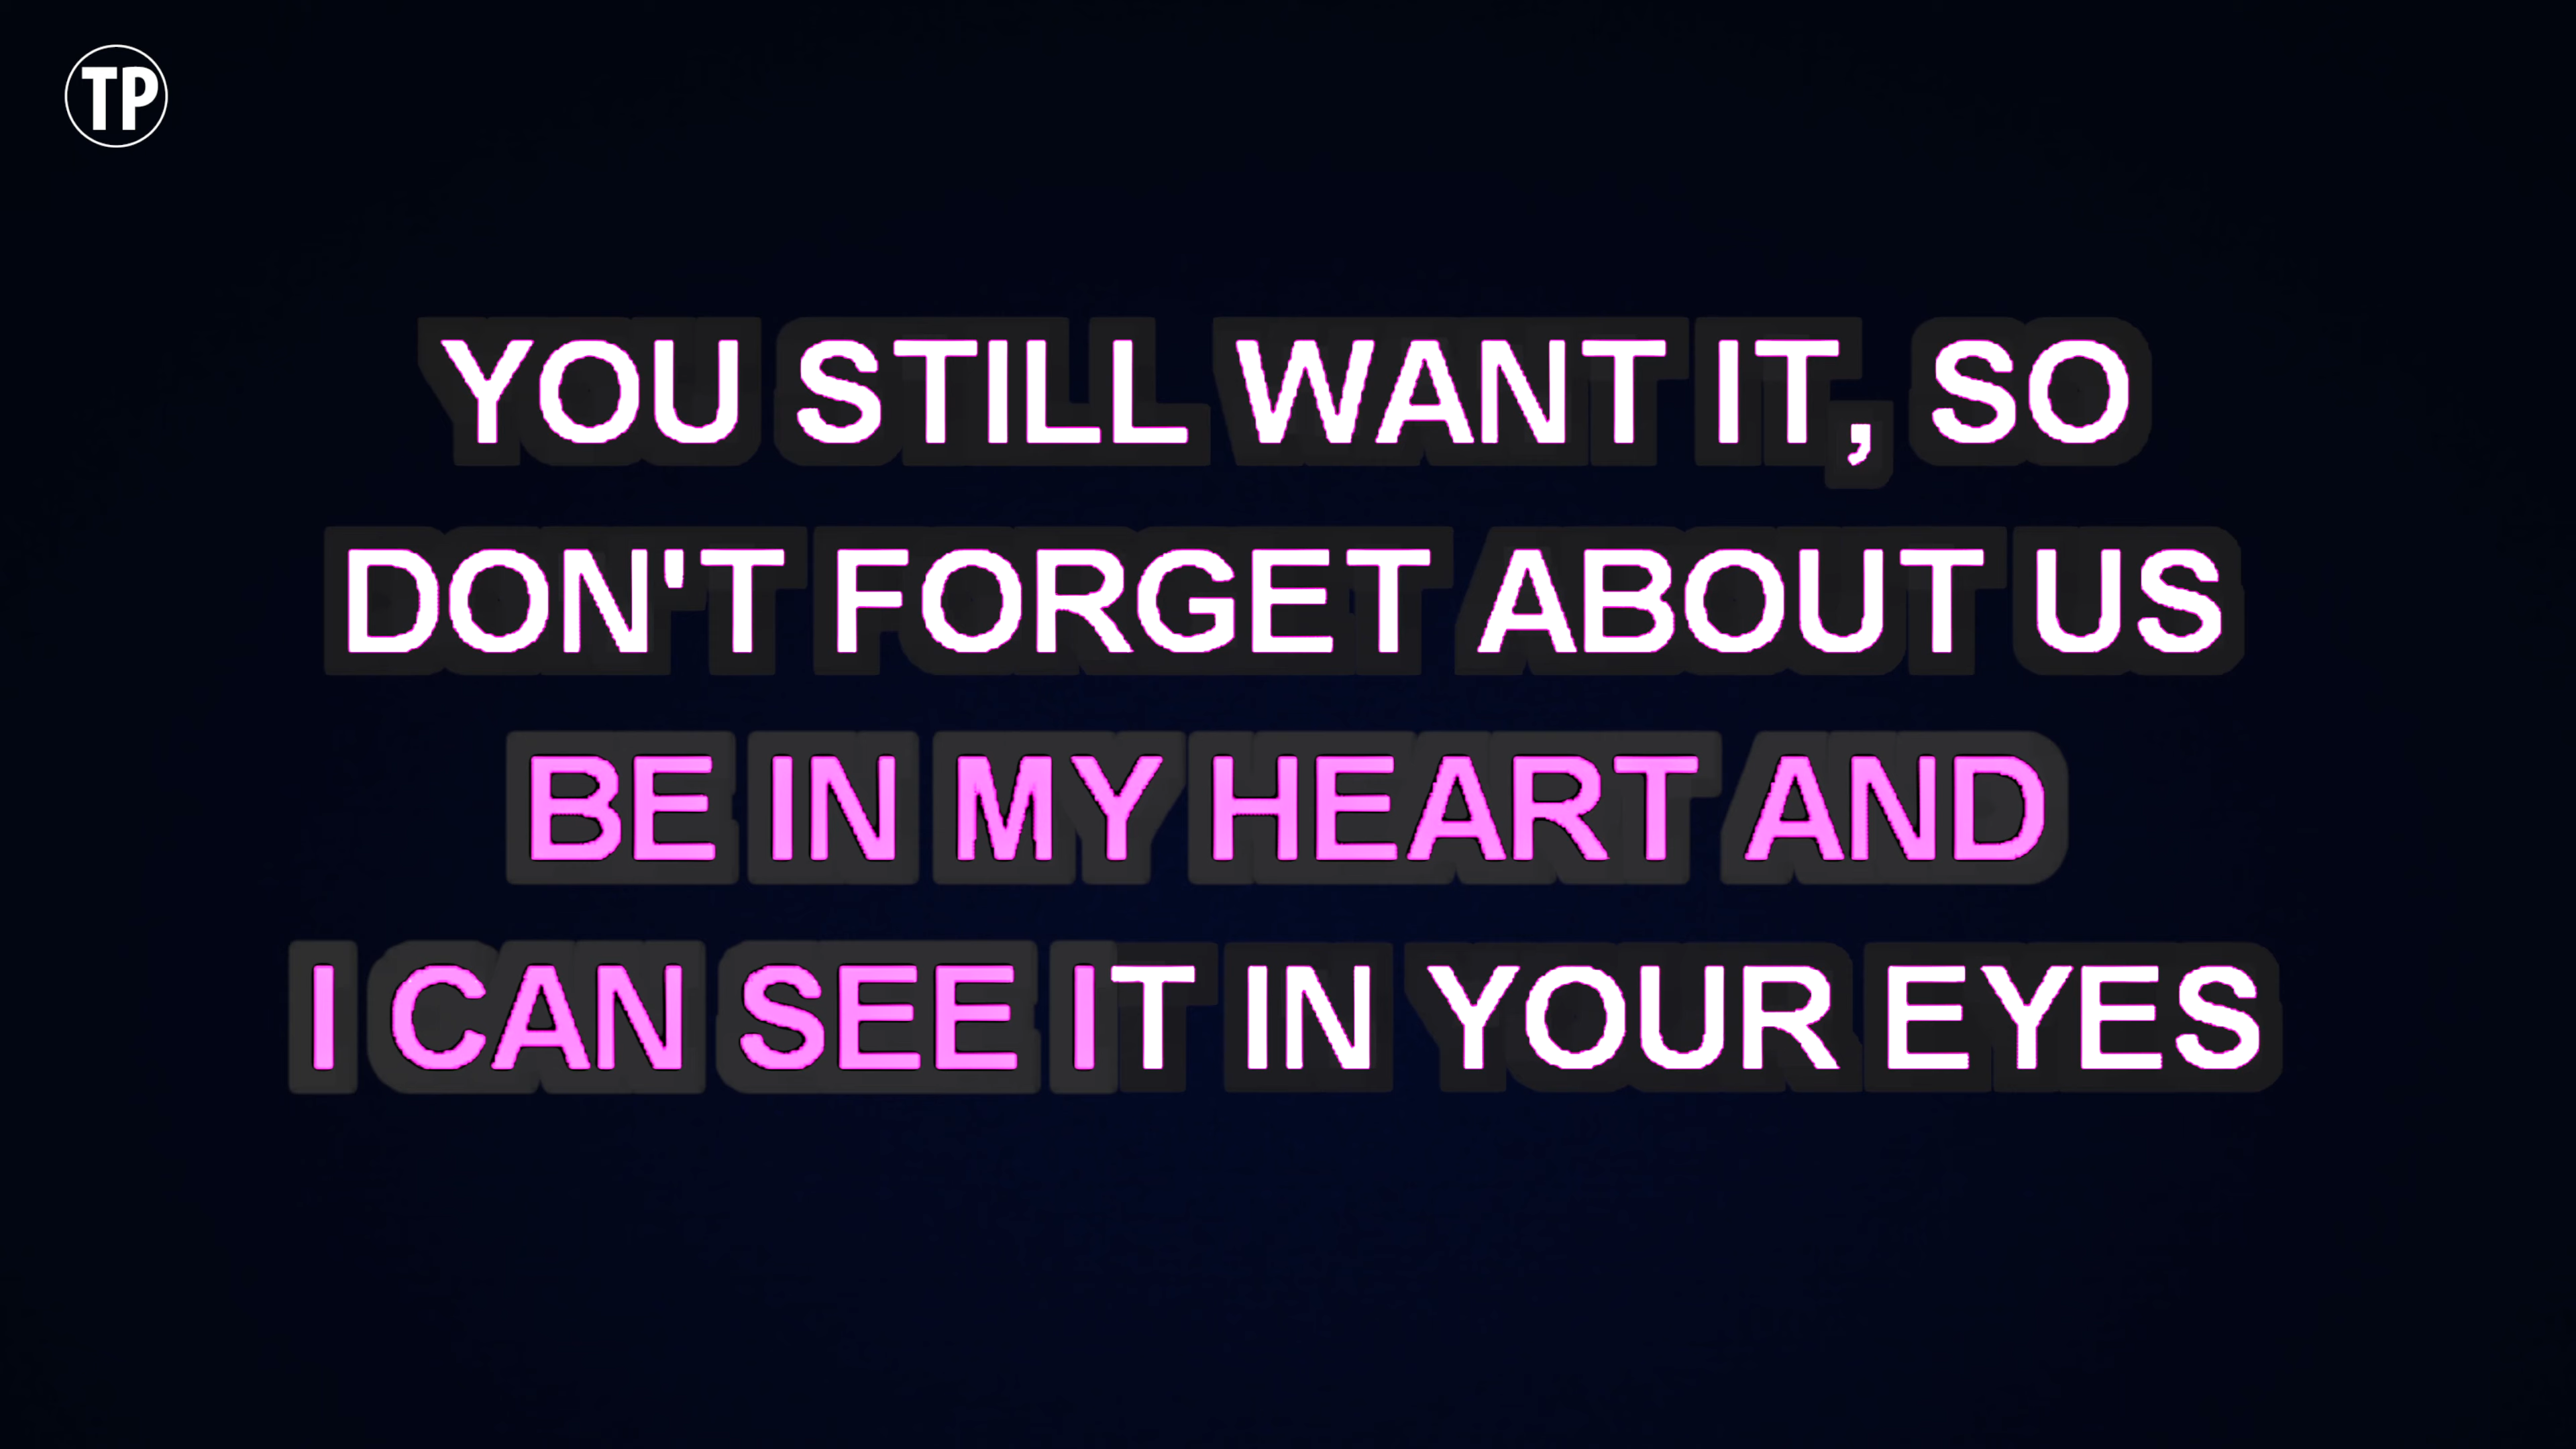 TP
YOU STILL WANT IT, SO
DON'T FORGET ABOUT US
BE IN MY HEART AND
I CAN SEE IT IN YOUR EYES